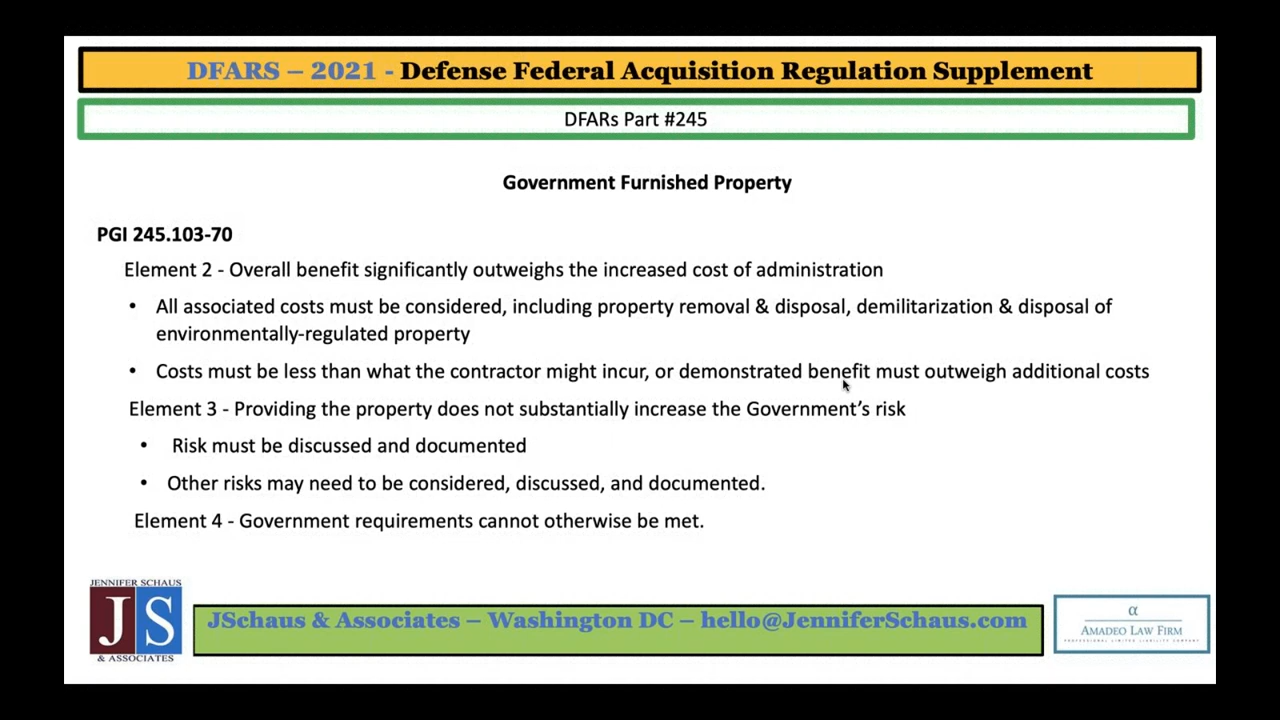 DFARS – 2021 - Defense Federal Acquisition Regulation Supplement
DFARs Part #245
Government Furnished Property
PGI 245.103-70
Element 2 - Overall benefit significantly outweighs the increased cost of administration
• All associated costs must be considered, including property removal & disposal, demilitarization & disposal of
environmentally-regulated property
• Costs must be less than what the contractor might incur, or demonstrated benefit must outweigh additional costs
Element 3 - Providing the property does not substantially increase the Government’s risk
• Risk must be discussed and documented
• Other risks may need to be considered, discussed, and documented.
Element 4 - Government requirements cannot otherwise be met.
JENNIFER SCHAUS
JS
& ASSOCIATES
JSchaus & Associates – Washington DC – hello@JenniferSchaus.com
α
AMADEO LAW FIRM
PROFESSIONAL LIMITED LIABILITY COMPANY